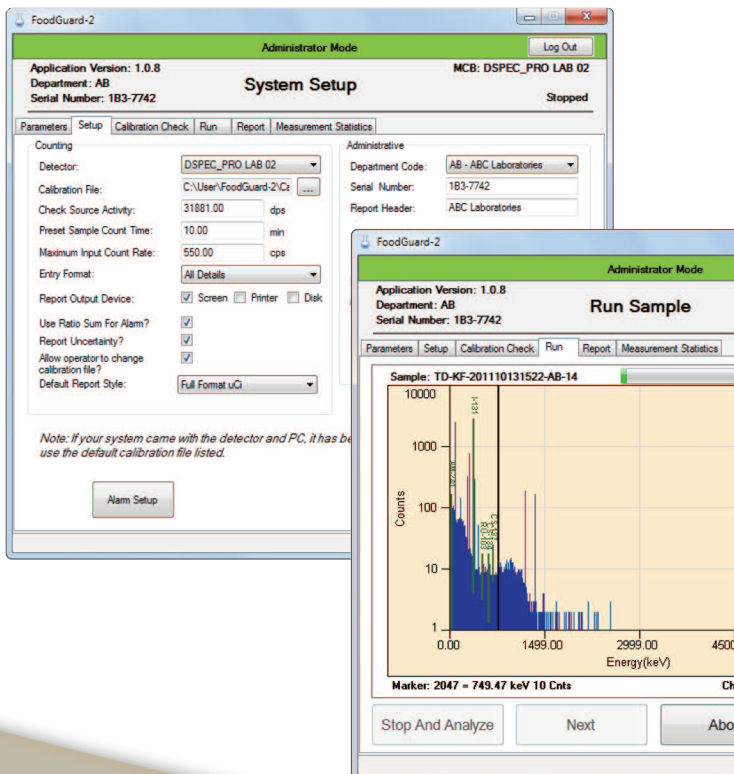 FoodGuard-2
Administrator Mode
Log Out
Application Version: 1.0.8
MCB: DSPEC_PRO LAB 02
Department: AB
System Setup
Serial Number: 1B3-7742
Stopped
Parameters Setup Calibration Check Run Report Measurement Statistics
Counting
Detector: DSPEC_PRO LAB 02
Calibration File: C:\User\FoodGuard-2\Ca ...
Check Source Activity: 31881.00 dps
Preset Sample Count Time: 10.00 min
Maximum Input Count Rate: 550.00 cps
Entry Format: All Details
Report Output Device: Screen Printer Disk
Use Ratio Sum For Alarm?
Report Uncertainty?
Allow operator to change
calibration file?
Default Report Style: Full Format uCi
Administrative
Department Code: AB - ABC Laboratories
Serial Number: 1B3-7742
Report Header: ABC Laboratories
Note: If your system came with the detector and PC, it has be
use the default calibration file listed.
Alarm Setup
FoodGuard-2
Administrator Mode
Application Version: 1.0.8
Department: AB
Run Sample
Serial Number: 1B3-7742
Parameters Setup Calibration Check Run Report Measurement Statistics
Sample: TD-KF-201110131522-AB-14
Counts
10000
1000
100
10
1
I-131
0.00 1499.00 2999.00 4500
Energy(keV)
Marker: 2047 = 749.47 keV 10 Cnts
Ch
Stop And Analyze
Next
Abo